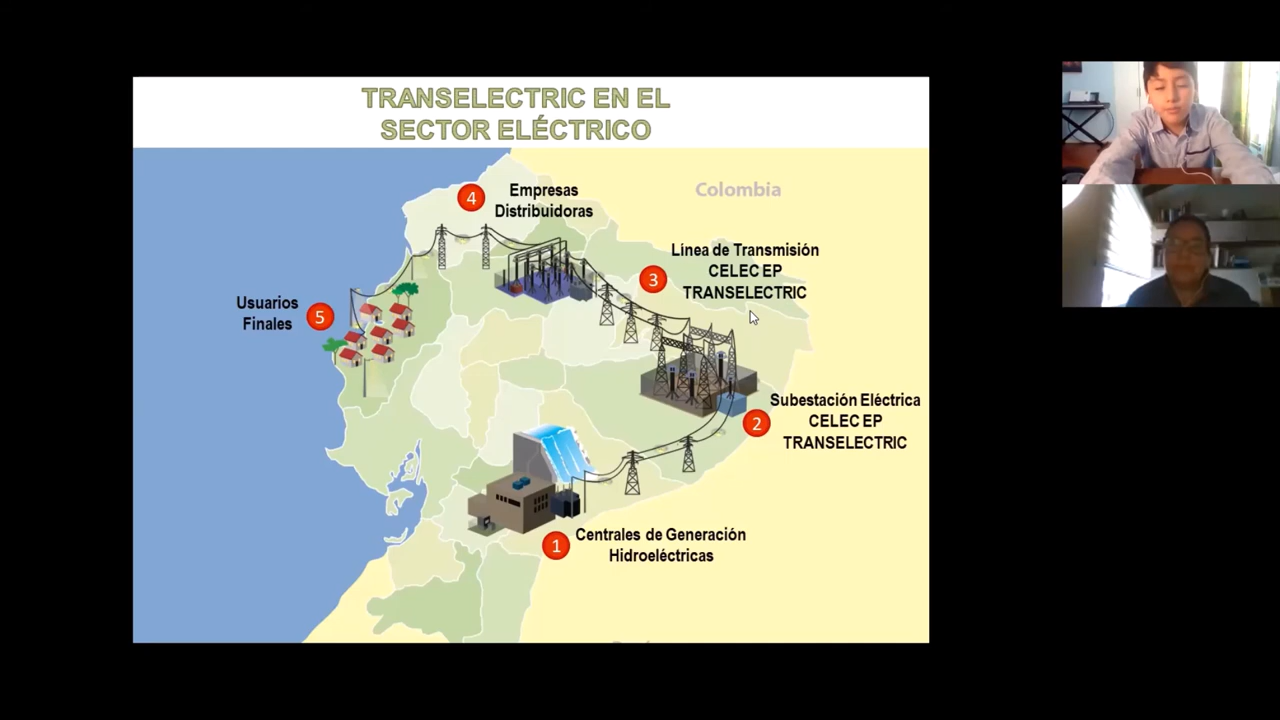 TRANSELECTRIC EN EL
SECTOR ELÉCTRICO
Colombia
4
Empresas
Distribuidoras
3
Línea de Transmisión
CELEC EP
TRANSELECTRIC
Usuarios
Finales
5
2
Subestación Eléctrica
CELEC EP
TRANSELECTRIC
1
Centrales de Generación
Hidroeléctricas